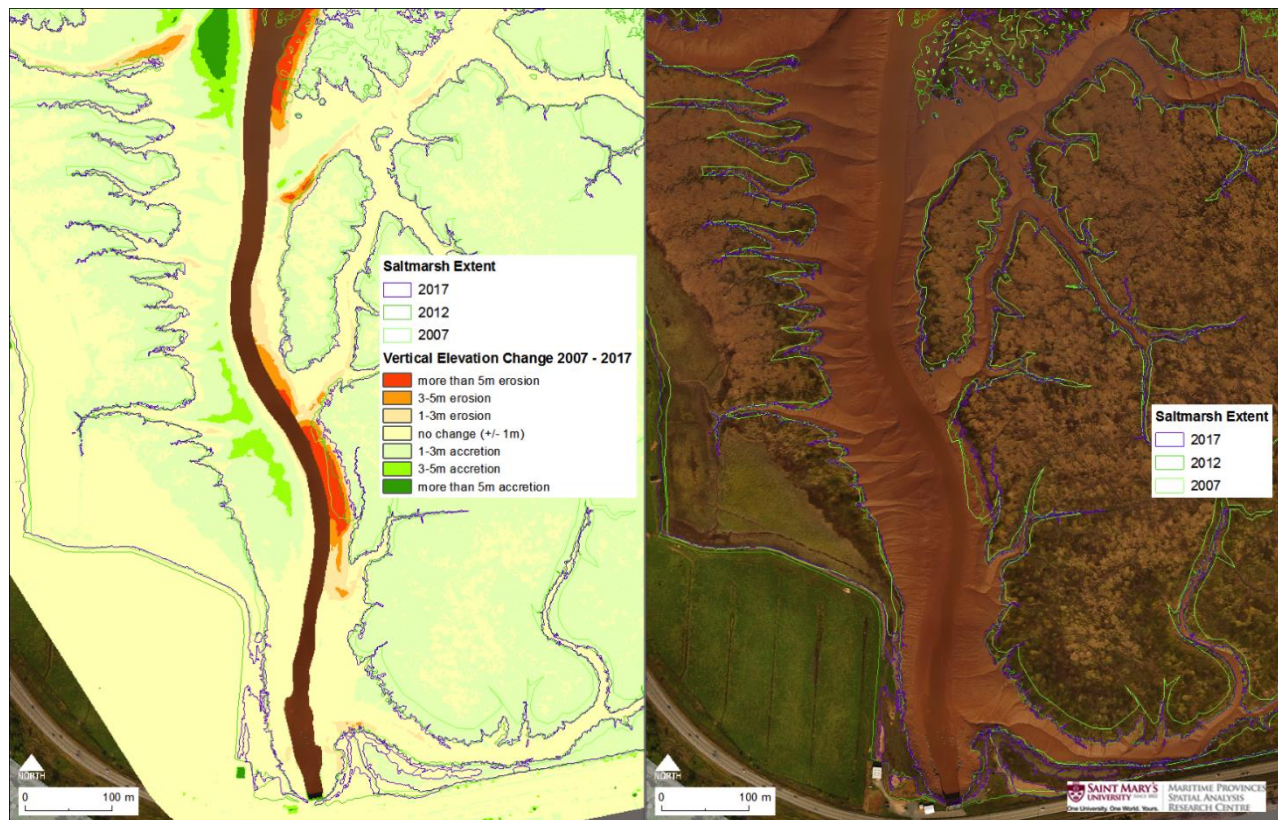 Saltmarsh Extent
2017
2012
2007
Vertical Elevation Change 2007 - 2017
more than 5m erosion
3-5m erosion
1-3m erosion
no change (+/- 1m)
1-3m accretion
3-5m accretion
more than 5m accretion
NORTH
0 100 m
Saltmarsh Extent
2017
2012
2007
NORTH
0 100 m
SAINT MARY'S
UNIVERSITY SINCE 1802
One University. One World. Yours.
MARITIME PROVINCES
SPATIAL ANALYSIS
RESEARCH CENTRE